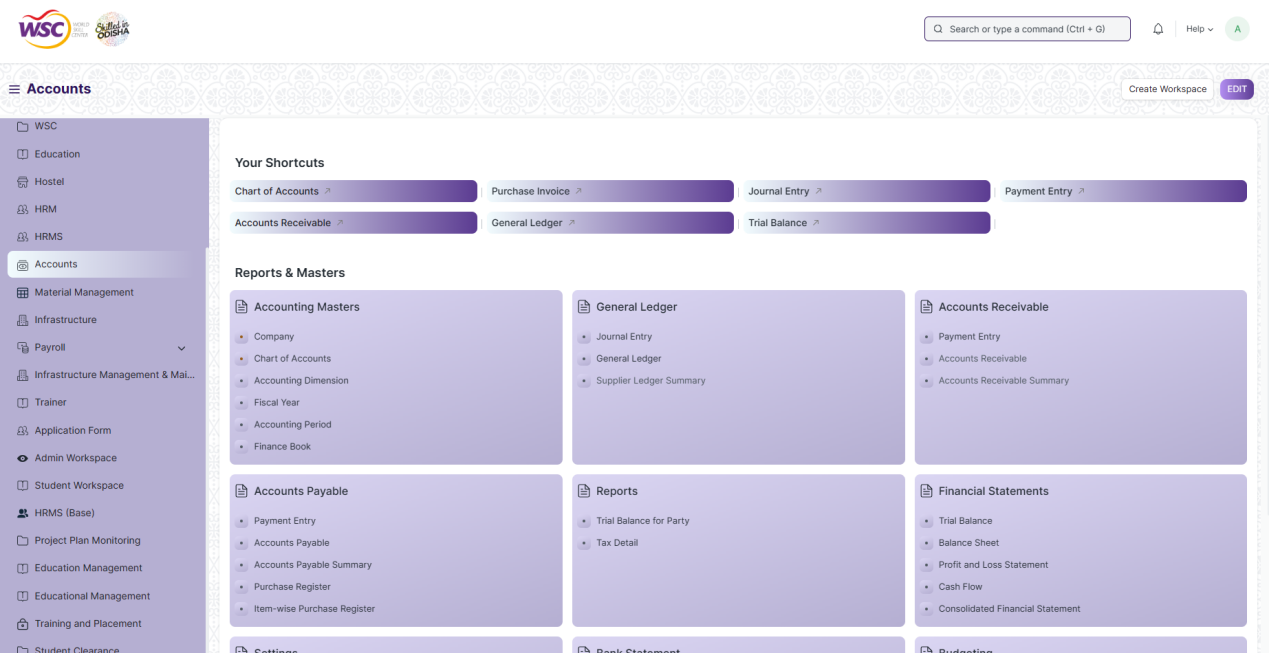 WSC WORLD SKILL CENTER
Skilled in ODISHA
Search or type a command (Ctrl + G)
Help
A
Accounts
Create Workspace
EDIT
WSC
Education
Hostel
HRM
HRMS
Accounts
Material Management
Infrastructure
Payroll
Infrastructure Management & Mai...
Trainer
Application Form
Admin Workspace
Student Workspace
HRMS (Base)
Project Plan Monitoring
Education Management
Educational Management
Training and Placement
Student Clearance
Your Shortcuts
Chart of Accounts
Purchase Invoice
Journal Entry
Payment Entry
Accounts Receivable
General Ledger
Trial Balance
Reports & Masters
Accounting Masters
Company
Chart of Accounts
Accounting Dimension
Fiscal Year
Accounting Period
Finance Book
General Ledger
Journal Entry
General Ledger
Supplier Ledger Summary
Accounts Receivable
Payment Entry
Accounts Receivable
Accounts Receivable Summary
Accounts Payable
Payment Entry
Accounts Payable
Accounts Payable Summary
Purchase Register
Item-wise Purchase Register
Reports
Trial Balance for Party
Tax Detail
Financial Statements
Trial Balance
Balance Sheet
Profit and Loss Statement
Cash Flow
Consolidated Financial Statement
Settings
Bank Statement
Budgeting